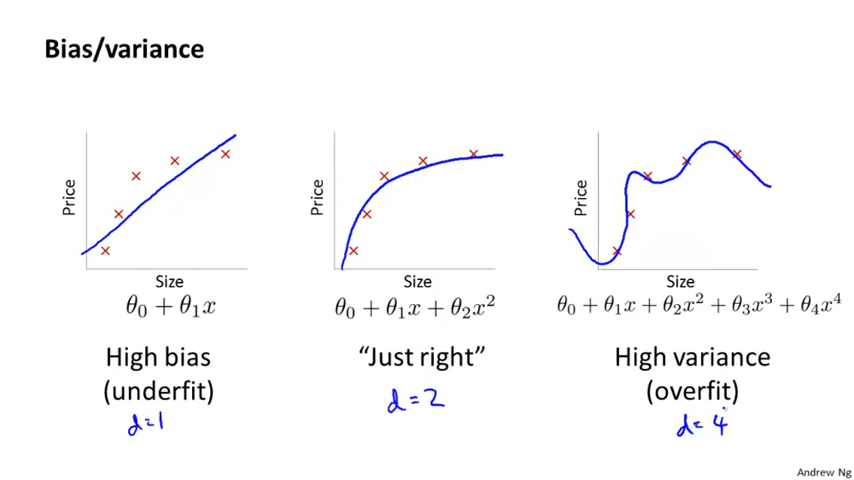 Bias/variance
Price
Size
θ₀ + θ₁x
High bias
(underfit)
d=1
Price
Size
θ₀ + θ₁x + θ₂x²
“Just right”
d=2
Price
Size
θ₀ + θ₁x + θ₂x² + θ₃x³ + θ₄x⁴
High variance
(overfit)
d=4
Andrew Ng